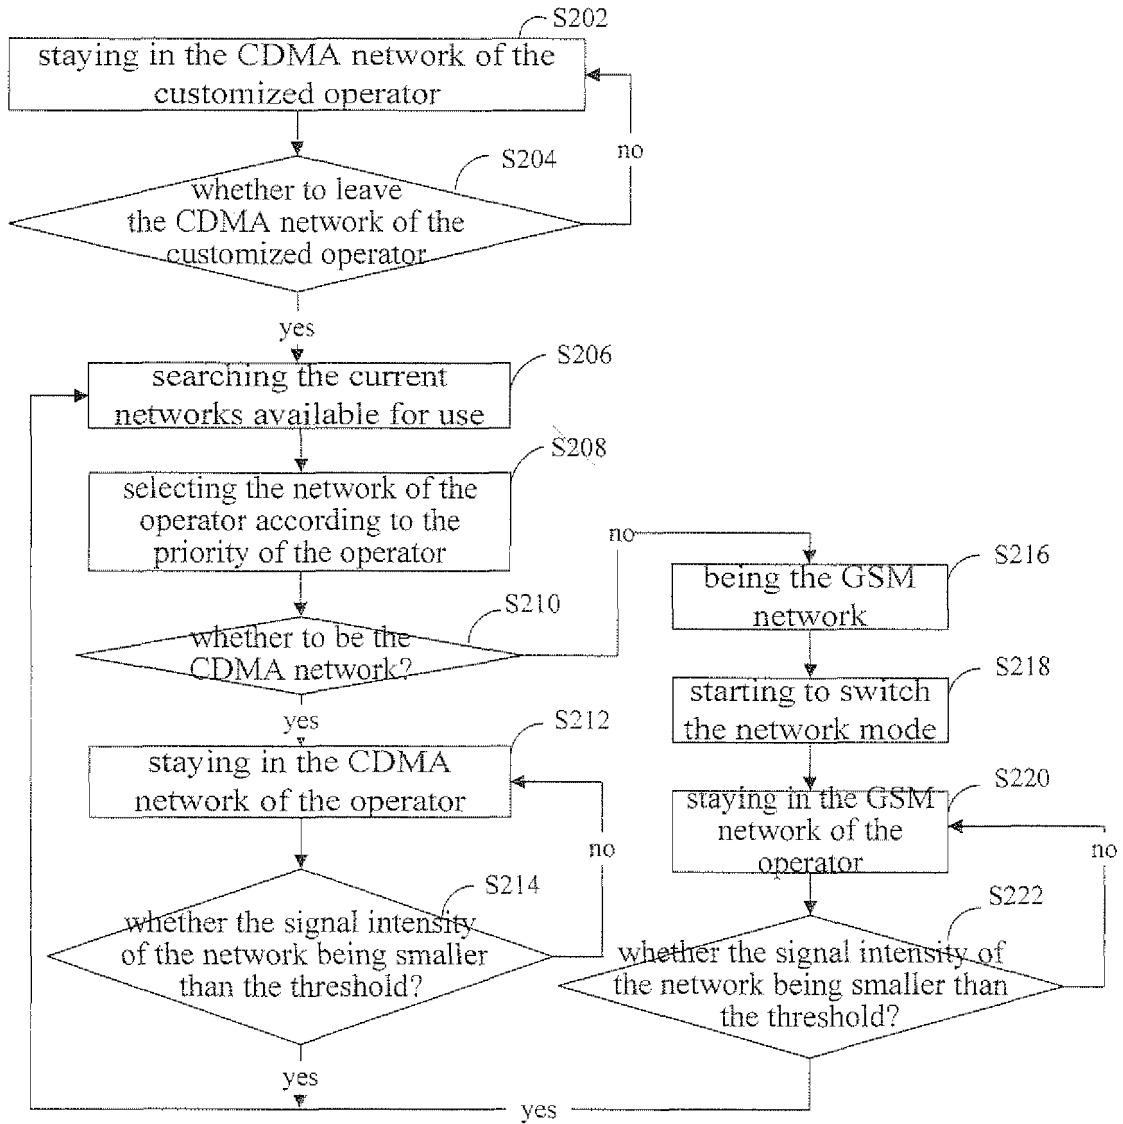 S202
staying in the CDMA network of the
customized operator
no
S204
whether to leave
the CDMA network of the
customized operator
yes
S206
searching the current
networks available for use
S208
selecting the network of the
operator according to the
priority of the operator
no
S210
whether to be the
CDMA network?
yes
S212
staying in the CDMA
network of the operator
no
S214
whether the signal intensity
of the network being smaller
than the threshold?
yes
S216
being the GSM
network
S218
starting to switch
the network mode
S220
staying in the GSM
network of the
operator
no
S222
whether the signal intensity of
the network being smaller than
the threshold?
yes